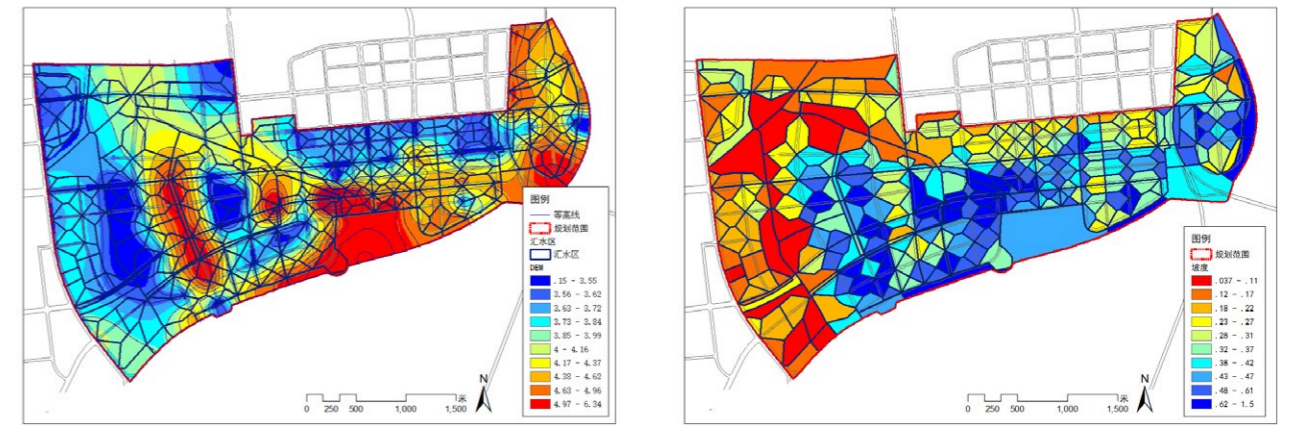 图例
等高线
规划范围
汇水区
汇水区
DEM
.15 - 3.55
3.56 - 3.62
3.63 - 3.72
3.73 - 3.84
3.85 - 3.99
4 - 4.16
4.17 - 4.37
4.38 - 4.62
4.63 - 4.96
4.97 - 6.34
N
米
0 250 500 1,000 1,500
图例
规划范围
坡度
.037 - .11
.12 - .17
.18 - .22
.23 - .27
.28 - .31
.32 - .37
.38 - .42
.43 - .47
.48 - .61
.62 - 1.5
N
米
0 250 500 1,000 1,500